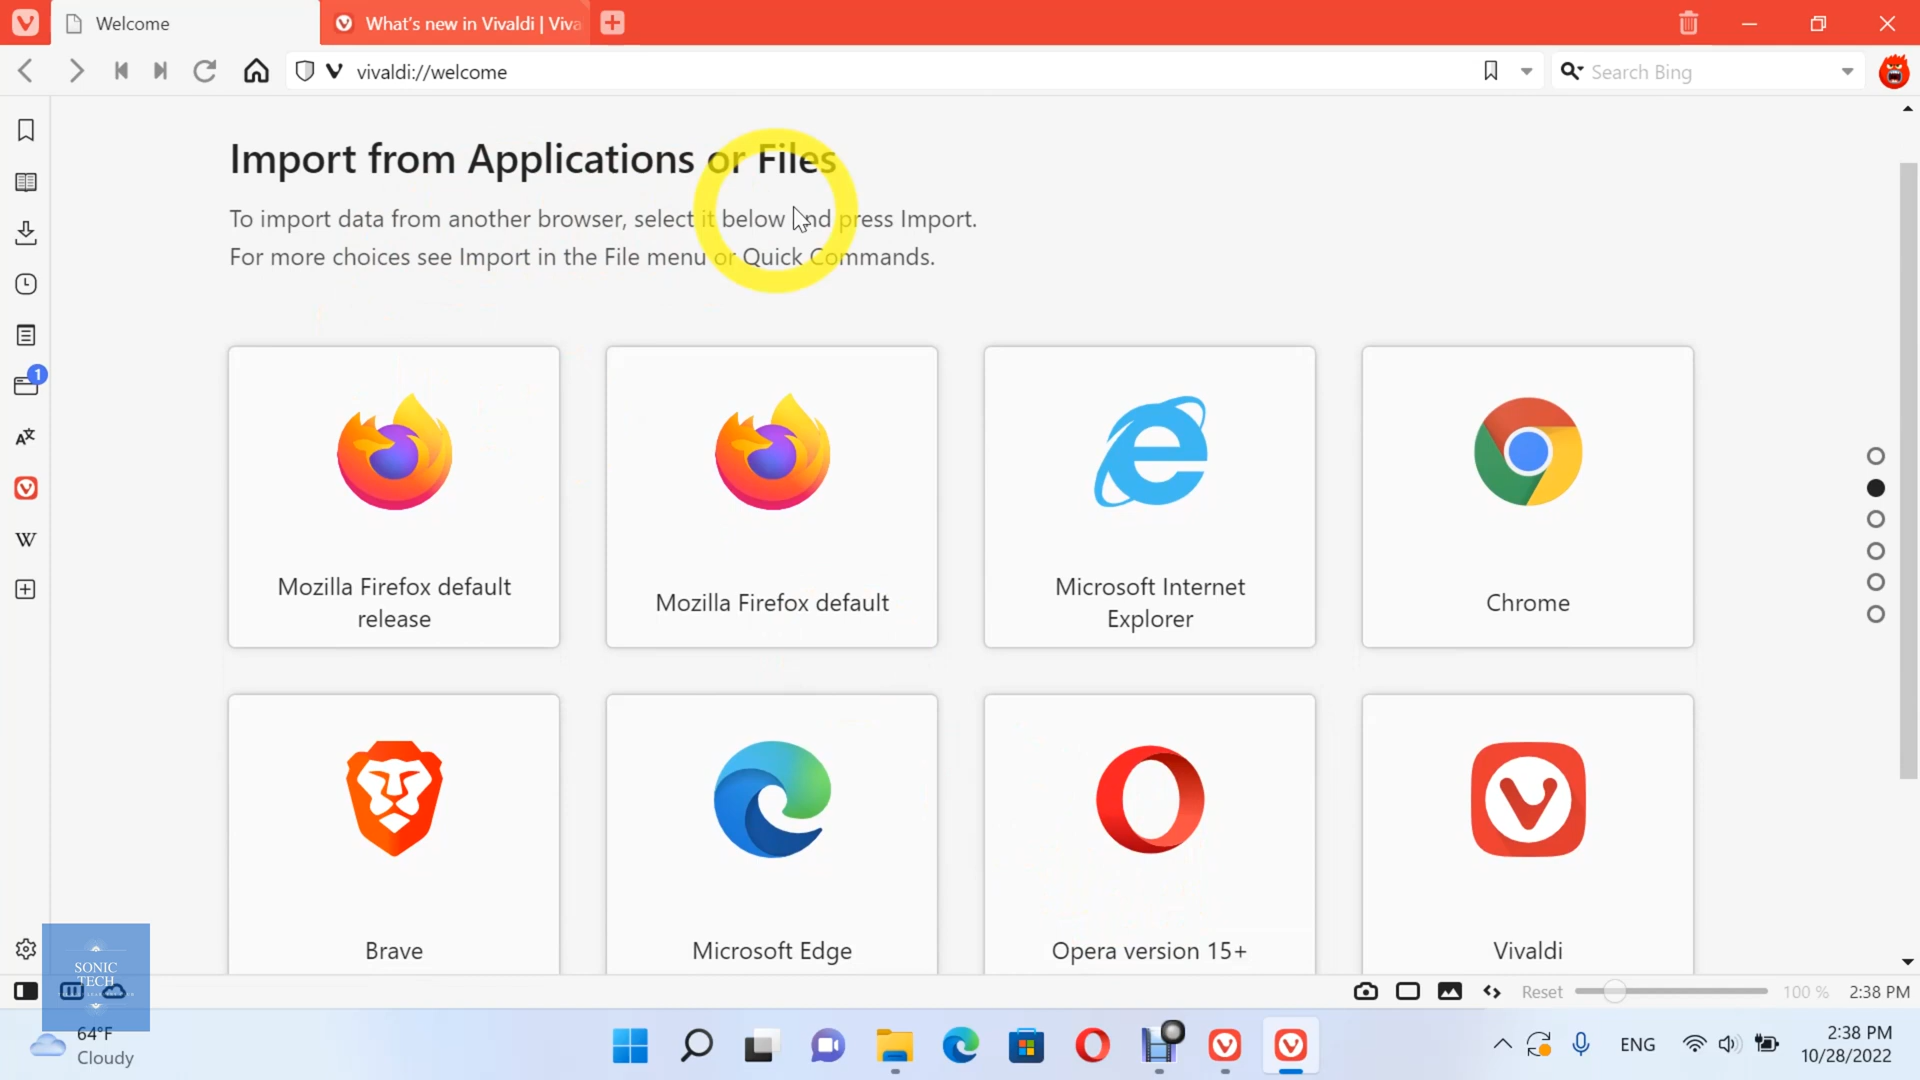 Welcome
What's new in Vivaldi | Viva
vivaldi://welcome
Search Bing
Import from Applications or Files
To import data from another browser, select it below and press Import.
For more choices see Import in the File menu or Quick Commands.
1
Mozilla Firefox default
release
Mozilla Firefox default
Microsoft Internet
Explorer
Chrome
Brave
Microsoft Edge
Opera version 15+
Vivaldi
SONIC
TECH
Reset
100 %
2:38 PM
64°F
Cloudy
ENG
2:38 PM
10/28/2022